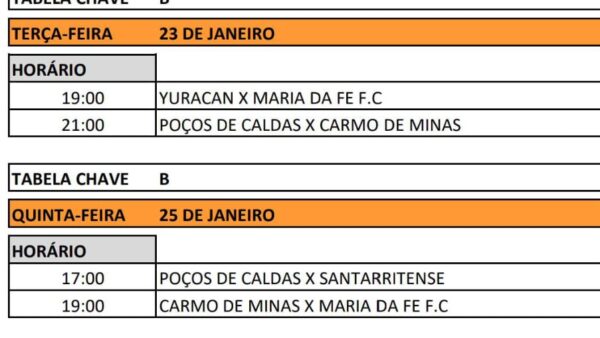 TABELA CHAVE B
TERÇA-FEIRA 23 DE JANEIRO
HORÁRIO
19:00 YURACAN X MARIA DA FE F.C
21:00 POÇOS DE CALDAS X CARMO DE MINAS
TABELA CHAVE B
QUINTA-FEIRA 25 DE JANEIRO
HORÁRIO
17:00 POÇOS DE CALDAS X SANTARRITENSE
19:00 CARMO DE MINAS X MARIA DA FE F.C